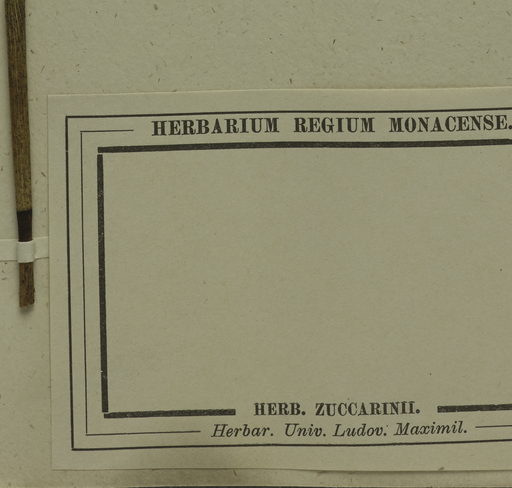 HERBARIUM REGIUM MONACENSE.
HERB. ZUCCARINII.
Herbar. Univ. Ludov. Maximil.